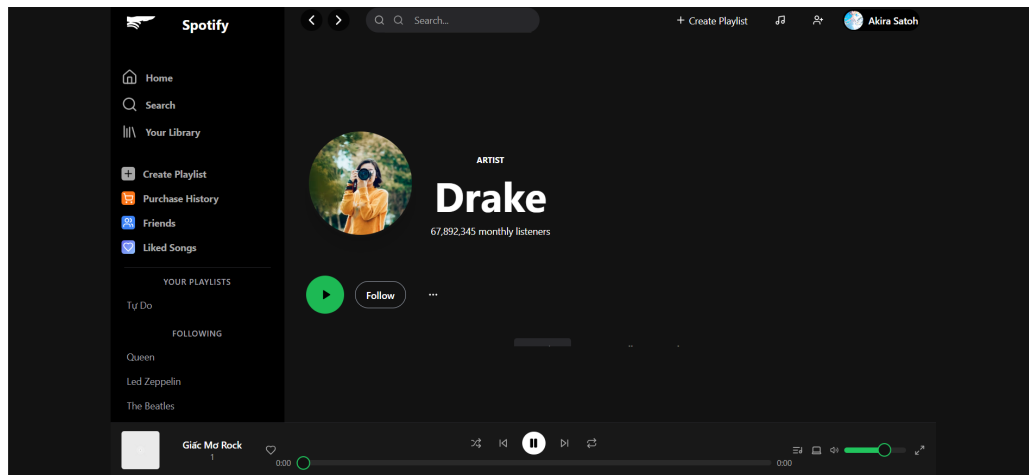 Spotify
Search...
+ Create Playlist
Akira Satoh
Home
Search
Your Library
Create Playlist
Purchase History
Friends
Liked Songs
YOUR PLAYLISTS
Tự Do
FOLLOWING
Queen
Led Zeppelin
The Beatles
ARTIST
Drake
67,892,345 monthly listeners
Follow
Giấc Mơ Rock
1
0:00
0:00